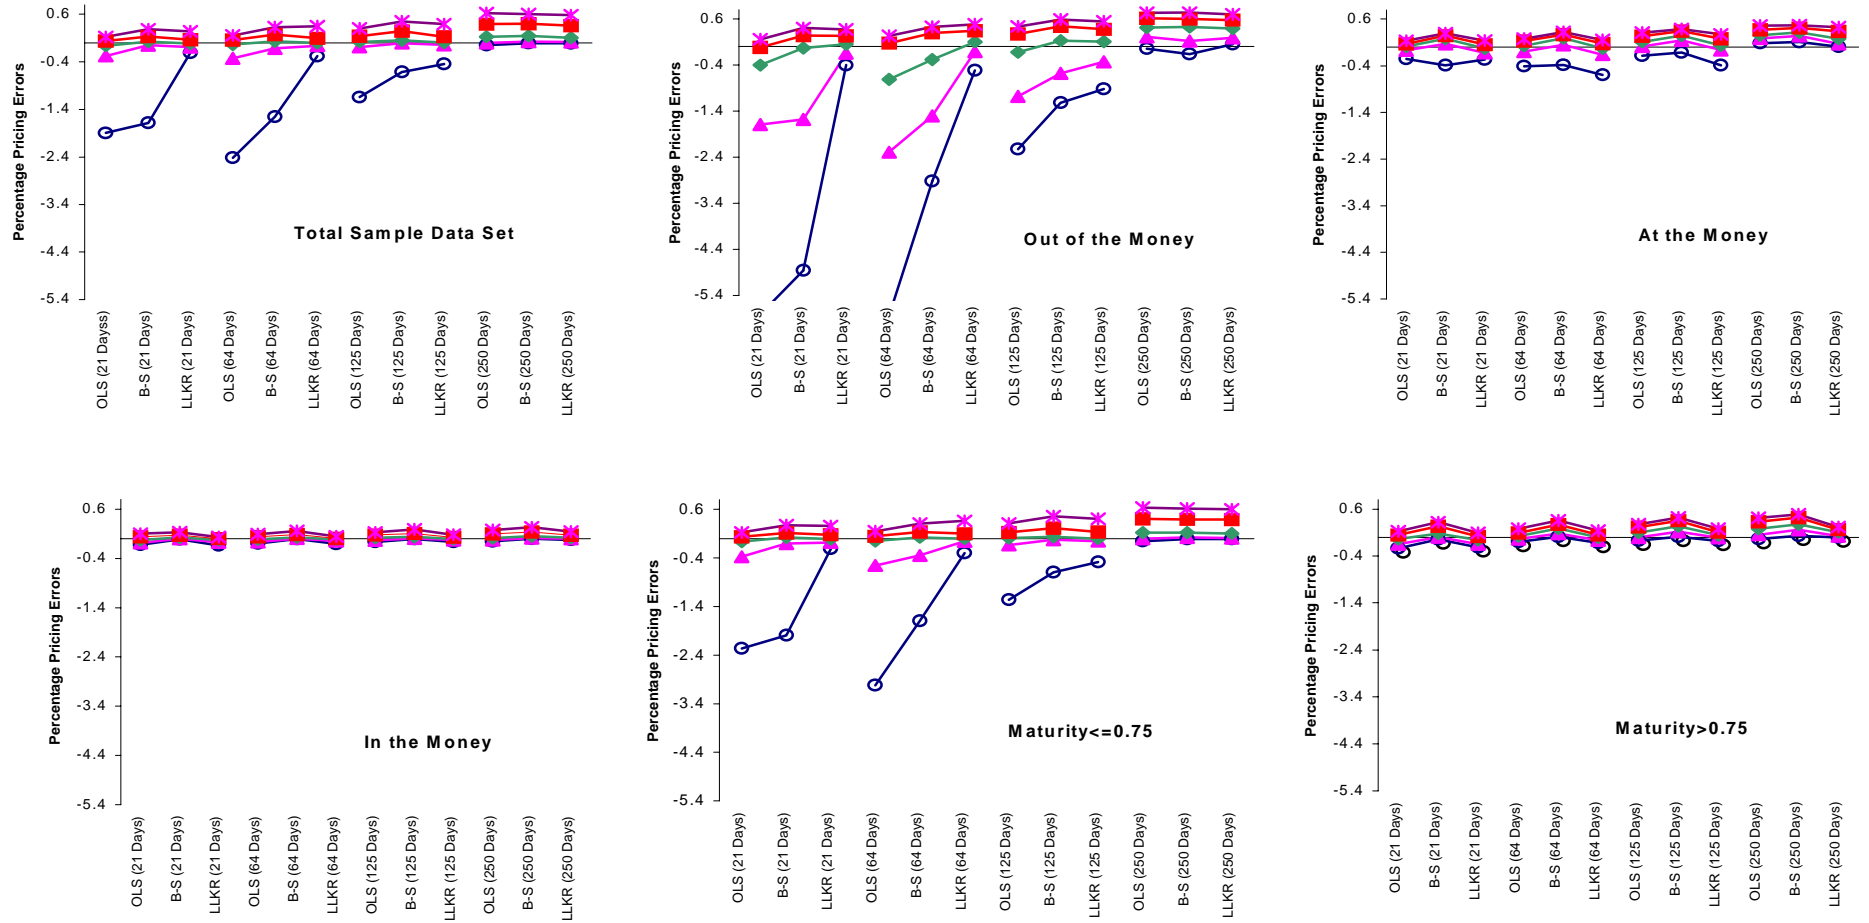 Percentage Pricing Errors
0.6
-0.4
-1.4
-2.4
-3.4
-4.4
-5.4
Total Sample Data Set
OLS (21 Dayss)
B-S (21 Days)
LLKR (21 Days)
OLS (64 Days)
B-S (64 Days)
LLKR (64 Days)
OLS (125 Days)
B-S (125 Days)
LLKR (125 Days)
OLS (250 Days)
B-S (250 Dayss)
LLKR (250 Days)
Percentage Pricing Errors
0.6
-0.4
-1.4
-2.4
-3.4
-4.4
-5.4
Out of the Money
OLS (21 Days)
B-S (21 Days)
LLKR (21 Days)
OLS (64 Days)
B-S (64 Days)
LLKR (64 Days)
OLS (125 Days)
B-S (125 Days)
LLKR (125 Days)
OLS (250 Days)
B-S (250 Days)
LLKR (250 Days)
Percentage Pricing Errors
0.6
-0.4
-1.4
-2.4
-3.4
-4.4
-5.4
At the Money
OLS (21 Days)
B-S (21 Days)
LLKR (21 Days)
OLS (64 Days)
B-S (64 Days)
LLKR (64 Days)
OLS (125 Days)
B-S (125 Days)
LLKR (125 Days)
OLS (250 Days)
B-S (250 Days)
LLKR (250 Days)
Percentage Pricing Errors
0.6
-0.4
-1.4
-2.4
-3.4
-4.4
-5.4
In the Money
OLS (21 Days)
B-S (21 Days)
LLKR (21 Days)
OLS (64 Days)
B-S (64 Days)
LLKR (64 Days)
OLS (125 Days)
B-S (125 Days)
LLKR (125 Days)
OLS (250 Days)
B-S (250 Days)
LLKR (250 Days)
Percentage Pricing Errors
0.6
-0.4
-1.4
-2.4
-3.4
-4.4
-5.4
Maturity<=0.75
OLS (21 Days)
B-S (21 Days)
LLKR (21 Days)
OLS (64 Days)
B-S (64 Days)
LLKR (64 Days)
OLS (125 Days)
B-S (125 Days)
LLKR (125 Days)
OLS (250 Days)
B-S (250 Days)
LLKR (250 Days)
Percentage Pricing Errors
0.6
-0.4
-1.4
-2.4
-3.4
-4.4
-5.4
Maturity>0.75
OLS (21 Days)
B-S (21 Days)
LLKR (21 Days)
OLS (64 Days)
B-S (64 Days)
LLKR (64 Days)
OLS (125 Days)
B-S (125 Days)
LLKR (125 Days)
OLS (250 Days)
B-S (250 Days)
LLKR (250 Days)